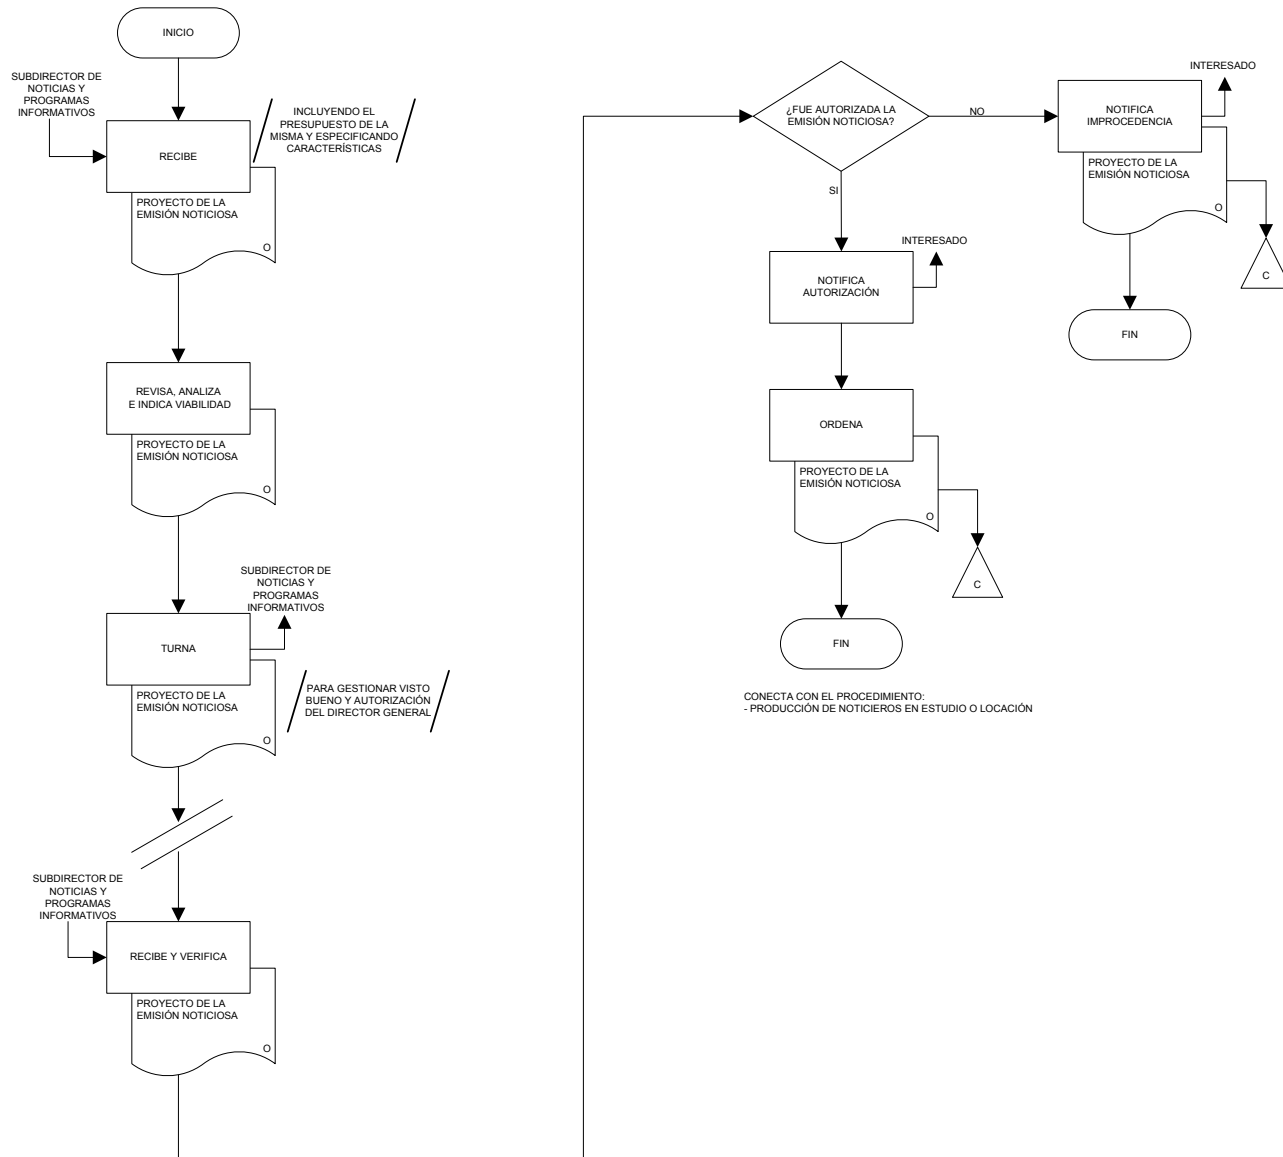 INICIO
SUBDIRECTOR DE
NOTICIAS Y
PROGRAMAS
INFORMATIVOS
INCLUYENDO EL
PRESUPUESTO DE LA
MISMA Y ESPECIFICANDO
CARACTERÍSTICAS
RECIBE
PROYECTO DE LA
EMISIÓN NOTICIOSA
O
REVISA, ANALIZA
E INDICA VIABILIDAD
PROYECTO DE LA
EMISIÓN NOTICIOSA
O
SUBDIRECTOR DE
NOTICIAS Y
PROGRAMAS
INFORMATIVOS
TURNA
PROYECTO DE LA
EMISIÓN NOTICIOSA
O
PARA GESTIONAR VISTO
BUENO Y AUTORIZACIÓN
DEL DIRECTOR GENERAL
SUBDIRECTOR DE
NOTICIAS Y
PROGRAMAS
INFORMATIVOS
RECIBE Y VERIFICA
PROYECTO DE LA
EMISIÓN NOTICIOSA
O
¿FUE AUTORIZADA LA
EMISIÓN NOTICIOSA?
NO
INTERESADO
NOTIFICA
IMPROCEDENCIA
PROYECTO DE LA
EMISIÓN NOTICIOSA
O
C
FIN
SI
INTERESADO
NOTIFICA
AUTORIZACIÓN
ORDENA
PROYECTO DE LA
EMISIÓN NOTICIOSA
O
C
FIN
CONECTA CON EL PROCEDIMIENTO:
- PRODUCCIÓN DE NOTICIEROS EN ESTUDIO O LOCACIÓN